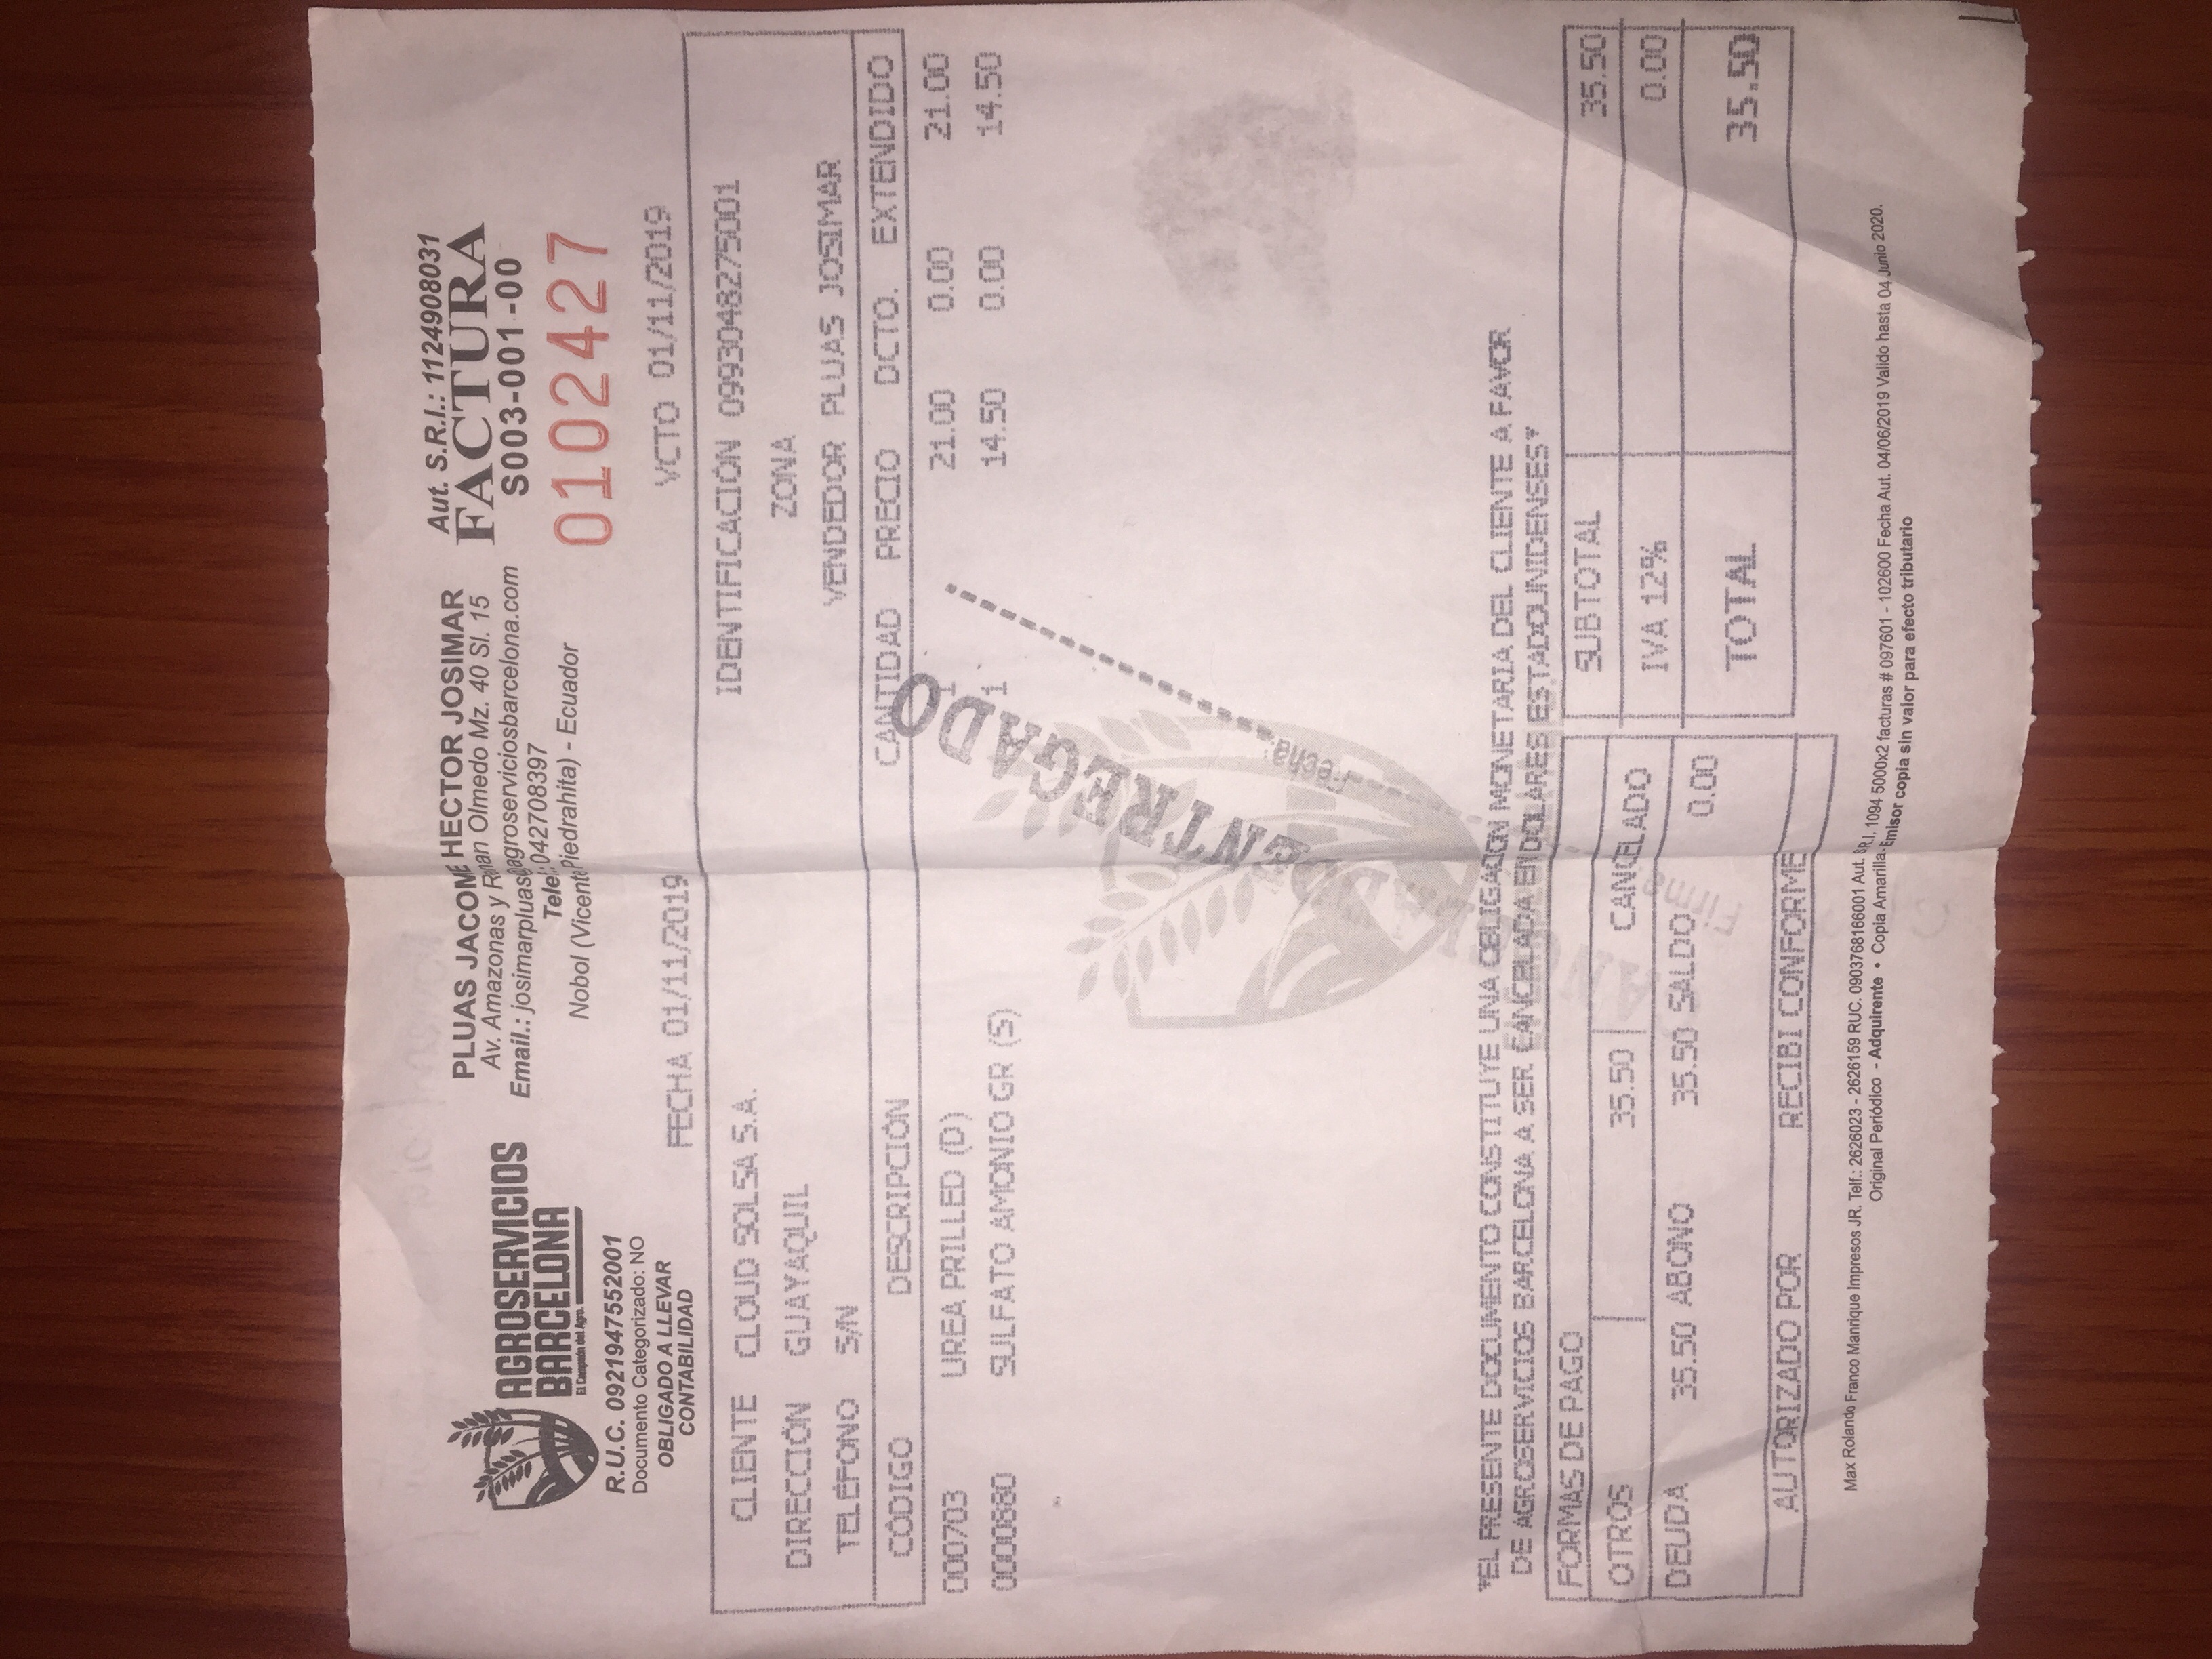 AGROSERVICIOS
BARCELONA
El Campeón del Agro.
R.U.C. 0921947552001
Documento Categorizado: NO
OBLIGADO A LLEVAR
CONTABILIDAD
PLUAS JACOME HECTOR JOSIMAR
Av. Amazonas y Roman Olmedo Mz. 40 Sl. 15
Email.: josimarpluas@agroserviciosbarcelona.com
Telef.: 042708397
Nobol (Vicente Piedrahita) - Ecuador
Aut. S.R.I.: 1124908031
FACTURA
S003-001-00
0102427
FECHA 01/11/2019 VCTO 01/11/2019
CLIENTE CLOUD SOLSA S.A. IDENTIFICACIÓN 0993048275001
DIRECCIÓN GUAYAQUIL ZONA
TELÉFONO S/N VENDEDOR PLUAS JOSIMAR
CÓDIGO DESCRIPCIÓN CANTIDAD PRECIO DCTO. EXTENDIDO
000703 UREA PRILLED (D) 1 21.00 0.00 21.00
0000880 SULFATO AMONIO GR (S) 1 14.50 0.00 14.50
ENTREGADO
Fecha:
*EL PRESENTE DOCUMENTO CONSTITUYE UNA OBLIGACION MONETARIA DEL CLIENTE A FAVOR
DE AGROSERVICIOS BARCELONA A SER CANCELADA EN DOLARES ESTADOUNIDENSES*
FORMAS DE PAGO
OTROS 35.50 CANCELADO
DEUDA 35.50 ABONO 35.50 SALDO 0.00
Firma
AUTORIZADO POR RECIBI CONFORME
SUBTOTAL 35.50
IVA 12% 0.00
TOTAL 35.50
Max Rolando Franco Manrique Impresos JR. Telf.: 2626023 - 2626159 RUC. 0903768166001 Aut. S.R.I. 1094 5000x2 facturas # 097601 - 102600 Fecha Aut. 04/06/2019 Valido hasta 04 Junio 2020.
Original Periódico - Adquirente • Copia Amarilla- Emisor copia sin valor para efecto tributario